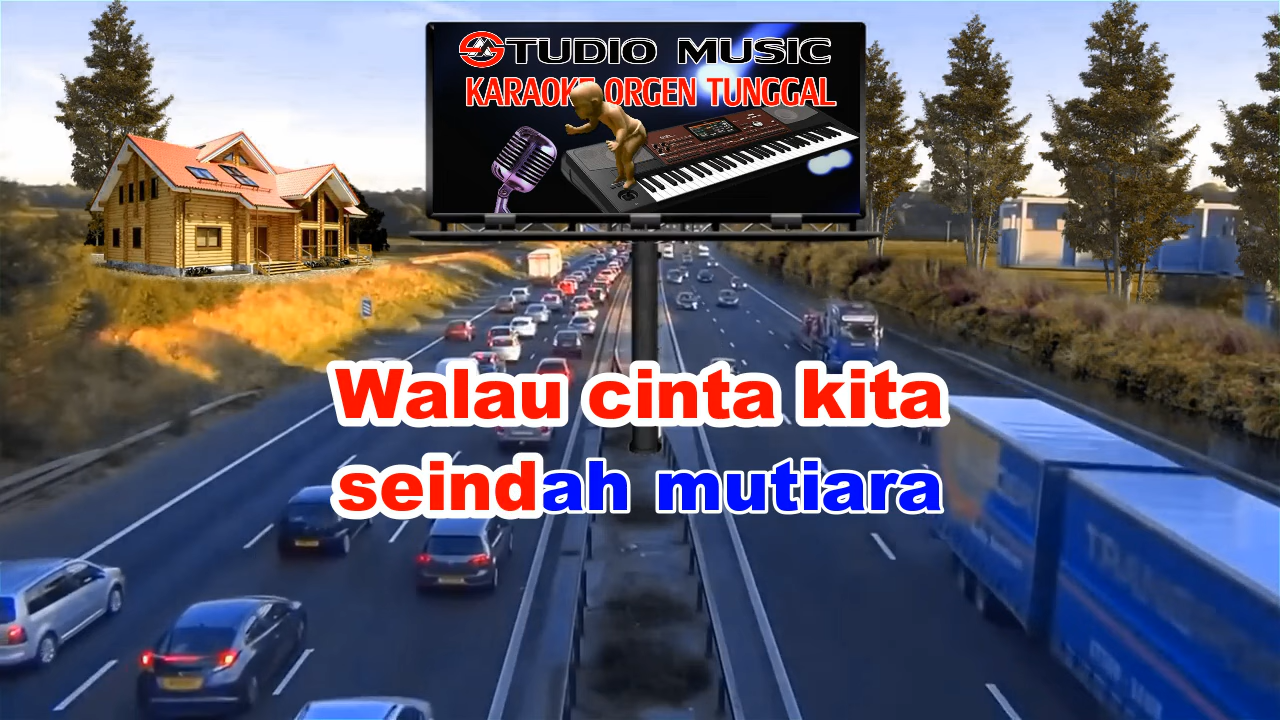 STUDIO MUSIC
KARAOKE ORGEN TUNGGAL
Walau cinta kita
seindah mutiara